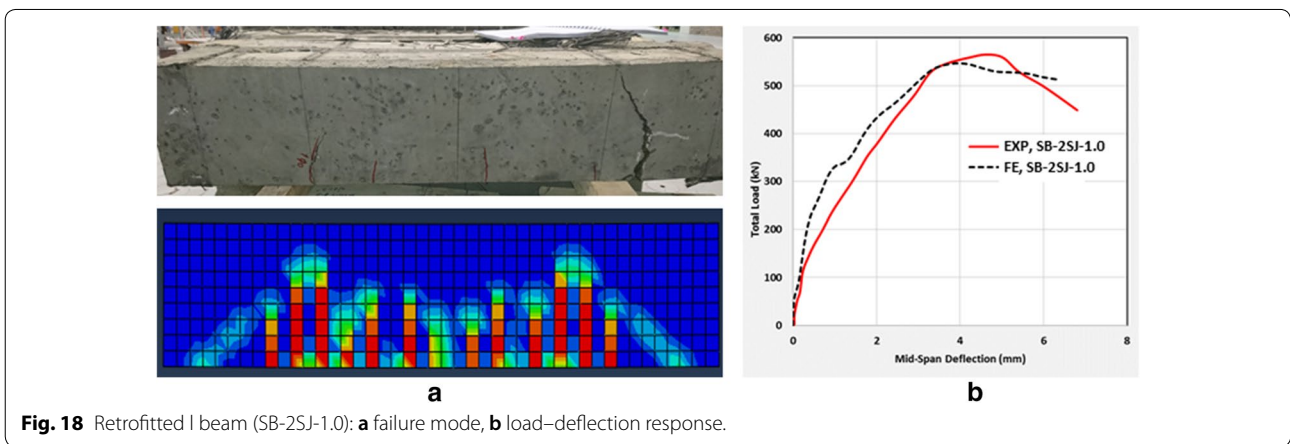 600
500
400
300
200
100
0
Total Load (kN)
EXP, SB-2SJ-1.0
FE, SB-2SJ-1.0
0 2 4 6 8
Mid-Span Deflection (mm)
a b
Fig. 18 Retrofitted l beam (SB-2SJ-1.0): a failure mode, b load–deflection response.